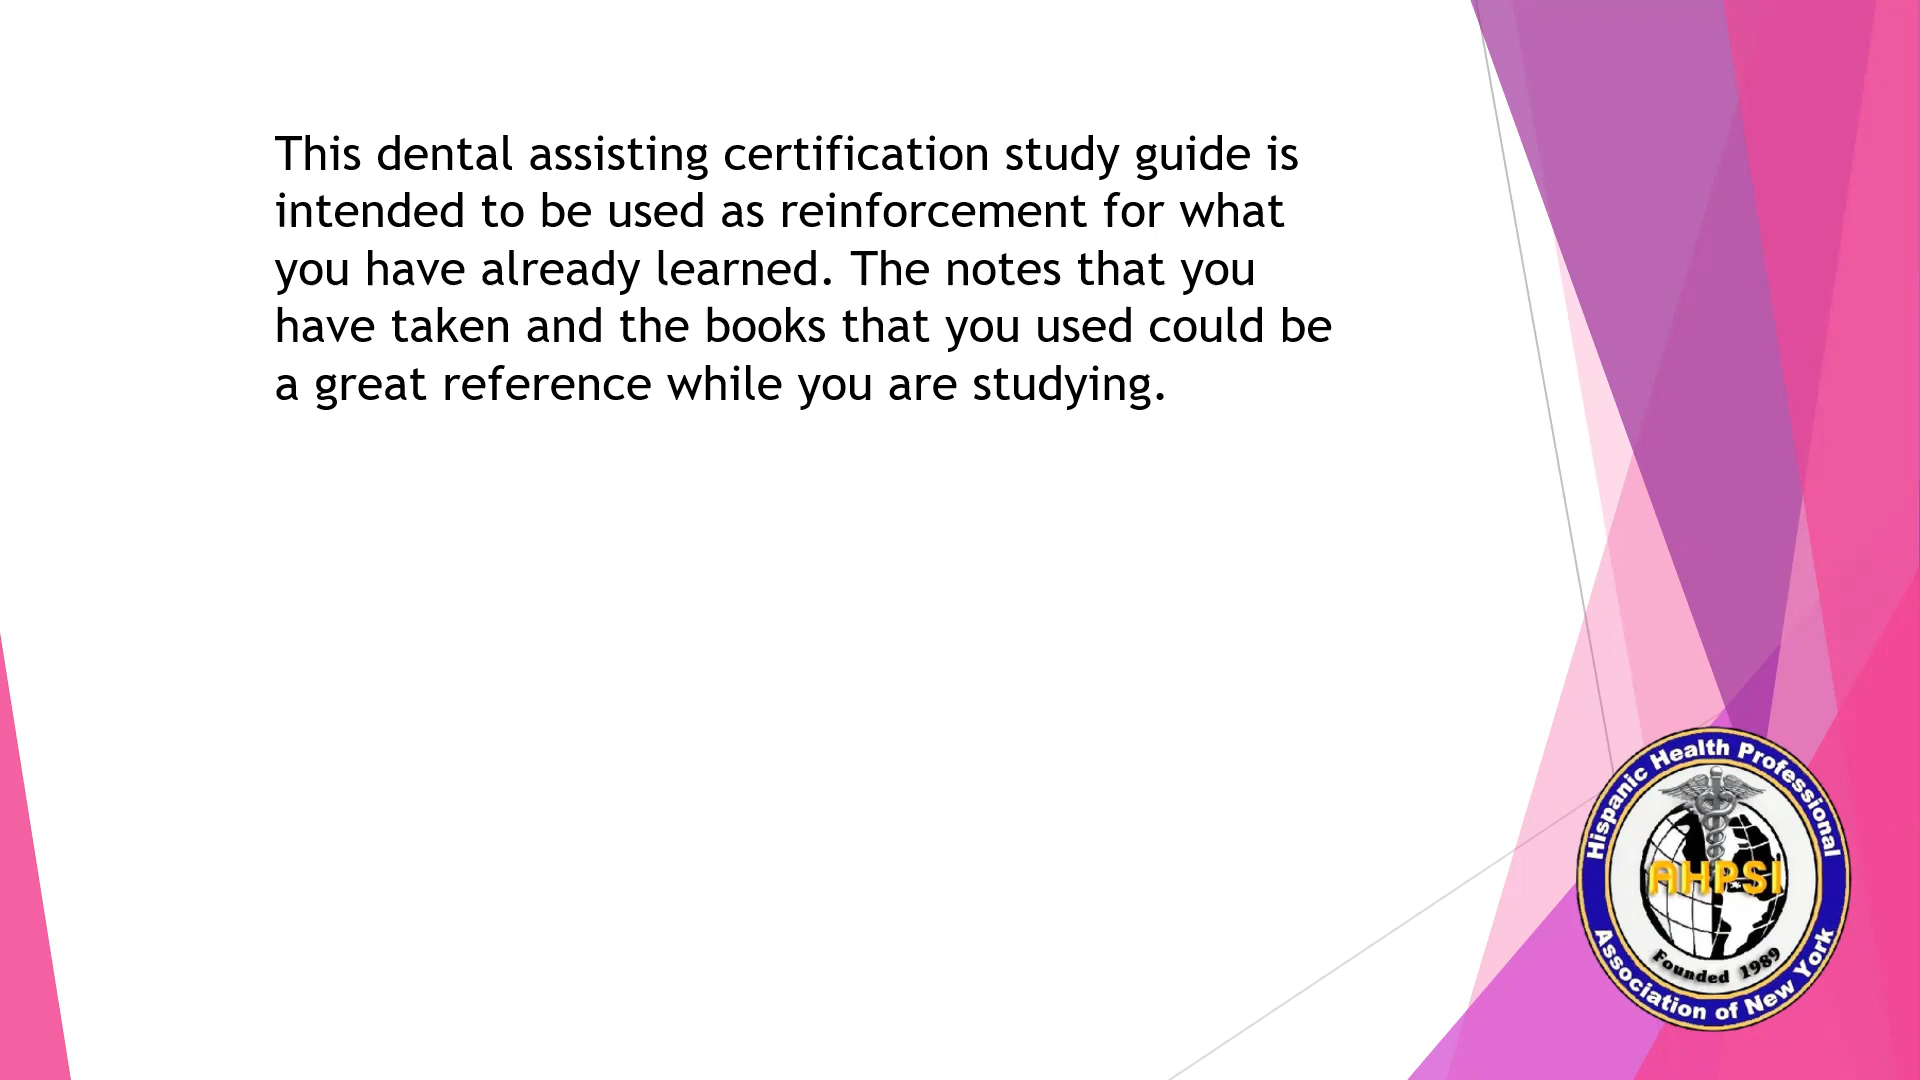 This dental assisting certification study guide is
intended to be used as reinforcement for what
you have already learned. The notes that you
have taken and the books that you used could be
a great reference while you are studying.
Hispanic Health Professional
AHPSI
Founded 1989
Association of New York